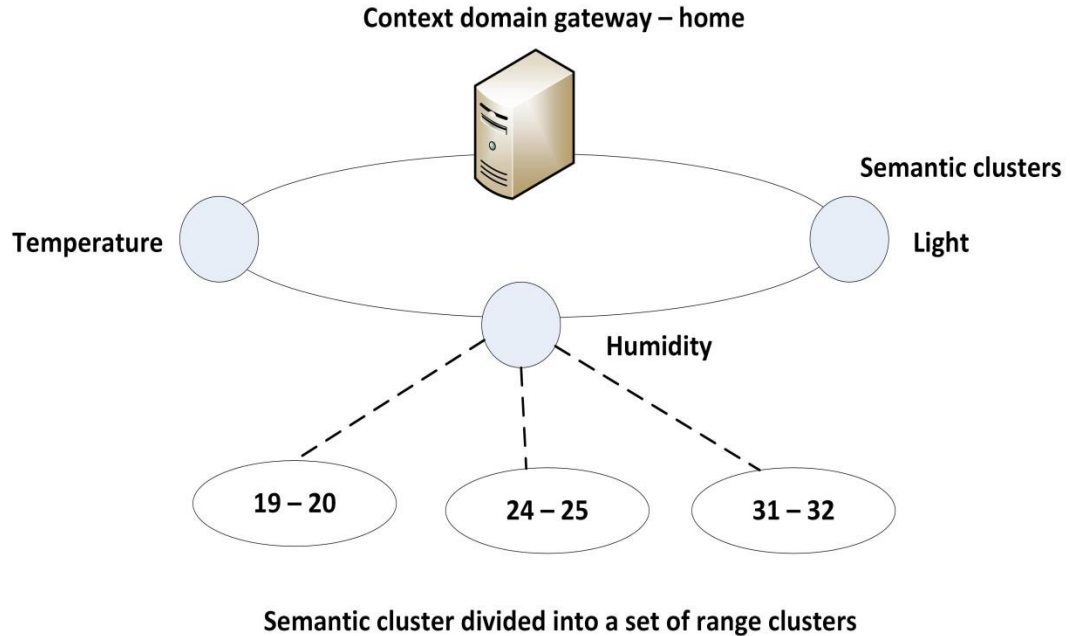 Context domain gateway – home
Semantic clusters
Temperature
Light
Humidity
19 – 20
24 – 25
31 – 32
Semantic cluster divided into a set of range clusters